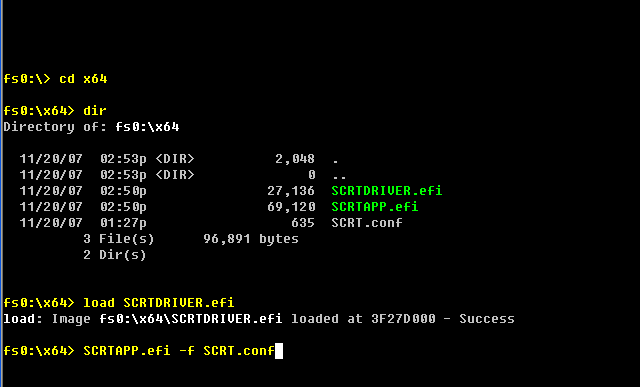 fs0:\> cd x64
fs0:\x64> dir
Directory of: fs0:\x64
11/20/07 02:53p <DIR> 2,048 .
11/20/07 02:53p <DIR> 0 ..
11/20/07 02:50p 27,136 SCRTDRIVER.efi
11/20/07 02:50p 69,120 SCRTAPP.efi
11/20/07 01:27p 635 SCRT.conf
3 File(s) 96,891 bytes
2 Dir(s)
fs0:\x64> load SCRTDRIVER.efi
load: Image fs0:\x64\SCRTDRIVER.efi loaded at 3F27D000 - Success
fs0:\x64> SCRTAPP.efi -f SCRT.conf